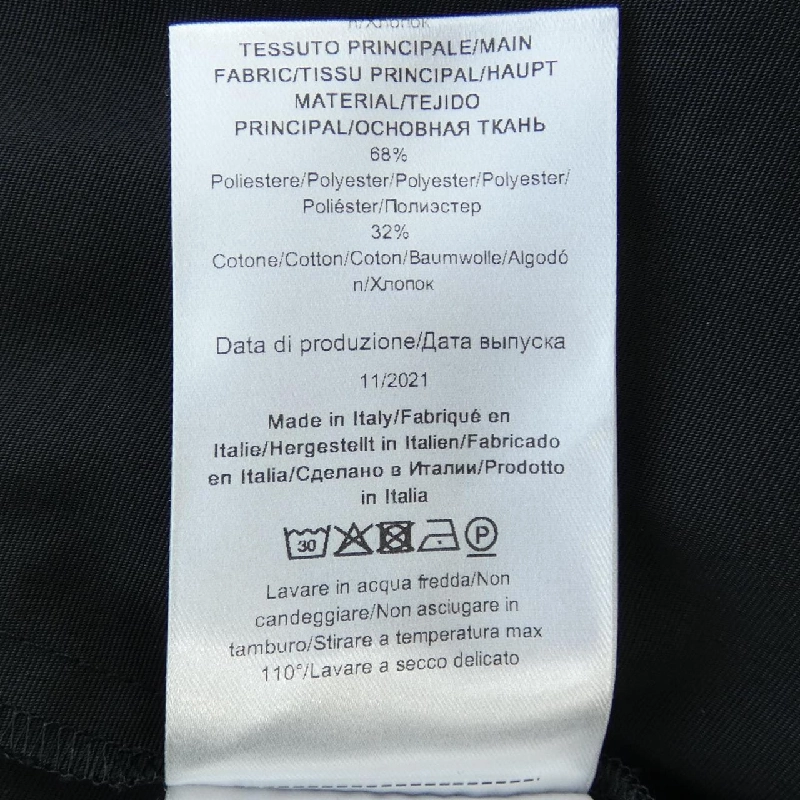 n/Хлопок
TESSUTO PRINCIPALE/MAIN
FABRIC/TISSU PRINCIPAL/HAUPT
MATERIAL/TEJIDO
PRINCIPAL/ОСНОВНАЯ ТКАНЬ
68%
Poliestere/Polyester/Polyester/Polyester/
Poliéster/Полиэстер
32%
Cotone/Cotton/Coton/Baumwolle/Algodó
n/Хлопок
Data di produzione/Дата выпуска
11/2021
Made in Italy/Fabriqué en
Italie/Hergestellt in Italien/Fabricado
en Italia/Сделано в Италии/Prodotto
in Italia
30 P
Lavare in acqua fredda/Non
candeggiare/Non asciugare in
tamburo/Stirare a temperatura max
110°/Lavare a secco delicato